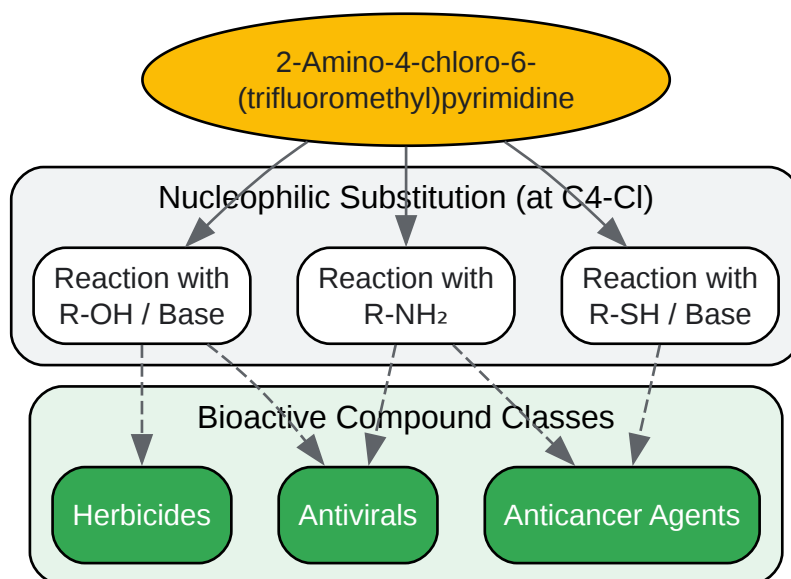 2-Amino-4-chloro-6-
(trifluoromethyl)pyrimidine
Nucleophilic Substitution (at C4-Cl)
Reaction with
R-OH / Base
Reaction with
R-NH₂
Reaction with
R-SH / Base
Bioactive Compound Classes
Herbicides
Antivirals
Anticancer Agents